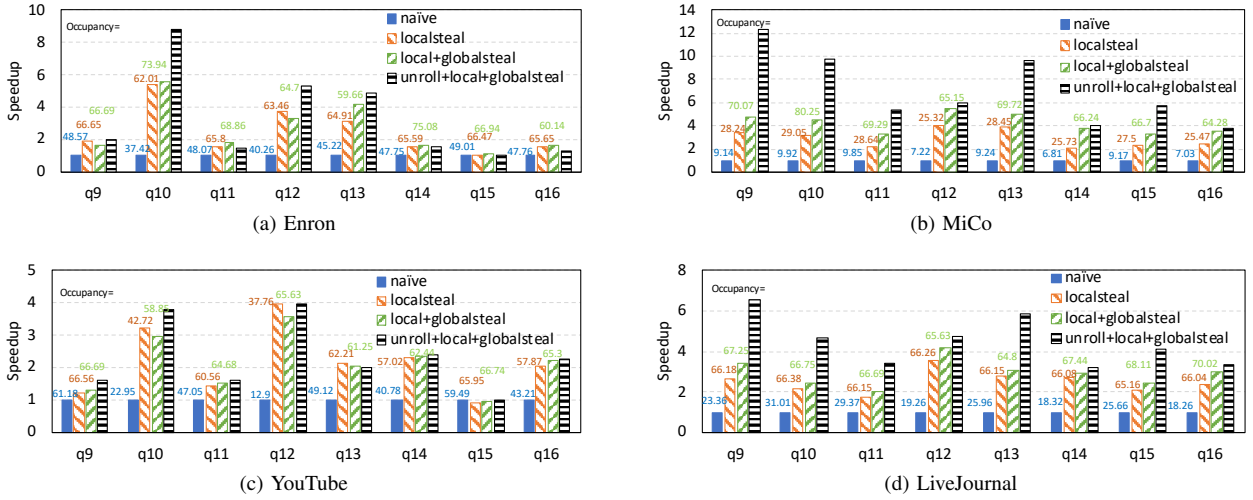 10
8
6
4
2
0
Speedup
Occupancy=
naïve
localsteal
local+globalsteal
unroll+local+globalsteal
48.57 66.65 66.69
37.42 62.01 73.94
48.07 65.8 68.86
40.26 63.46 64.7
45.22 64.91 59.66
47.75 65.59 75.08
49.01 66.47 66.94
47.76 65.65 60.14
q9 q10 q11 q12 q13 q14 q15 q16
(a) Enron
14
12
10
8
6
4
2
0
Speedup
Occupancy=
naïve
localsteal
local+globalsteal
unroll+local+globalsteal
9.14 28.24 70.07
9.92 29.05 80.25
9.85 28.64 69.29
7.22 25.32 65.15
9.24 28.45 69.72
6.81 25.73 66.24
9.17 27.5 66.7
7.03 25.47 64.28
q9 q10 q11 q12 q13 q14 q15 q16
(b) MiCo
5
4
3
2
1
0
Speedup
Occupancy=
naïve
localsteal
local+globalsteal
unroll+local+globalsteal
61.18 66.56 66.69
22.95 42.72
47.05 60.56 64.68
12.9 37.76 65.63
49.12 62.21 61.25
40.78 57.02 62.44
59.49 65.95 66.74
43.21 57.87 65.3
q9 q10 q11 q12 q13 q14 q15 q16
(c) YouTube
8
6
4
2
0
Speedup
Occupancy=
naïve
localsteal
local+globalsteal
unroll+local+globalsteal
23.36 66.18 67.25
31.01 66.38 66.75
29.37 66.15 66.69
19.26 66.26 65.63
25.96 66.15 64.8
18.32 66.08 67.44
25.66 65.16 68.11
18.26 66.04 70.02
q9 q10 q11 q12 q13 q14 q15 q16
(d) LiveJournal